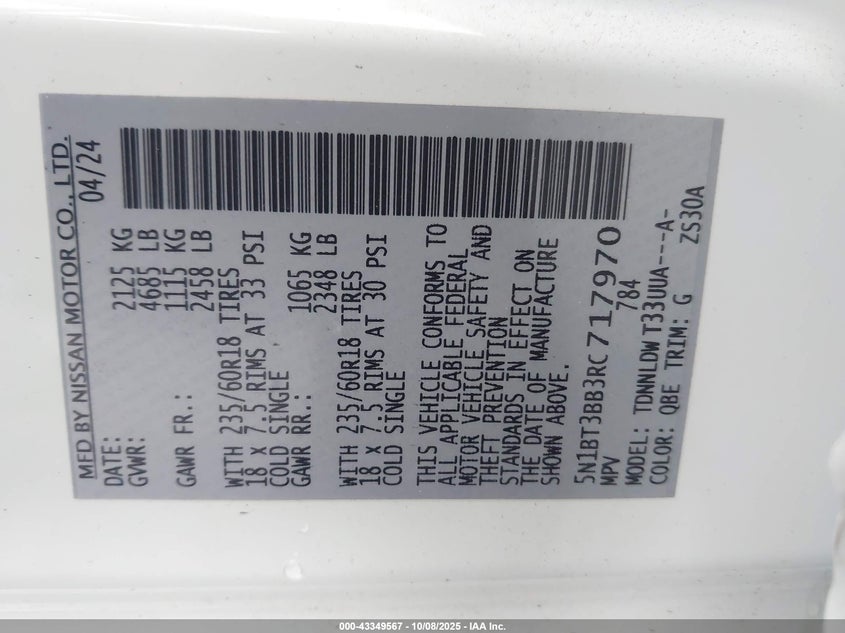 MFD BY NISSAN MOTOR CO., LTD.
DATE: 04/24
GVWR: 2125 KG
4685 LB
GAWR FR.: 1115 KG
2458 LB
WITH 235/60R18 TIRES
18 X 7.5 RIMS AT 33 PSI
COLD SINGLE
GAWR RR.: 1065 KG
2348 LB
WITH 235/60R18 TIRES
18 X 7.5 RIMS AT 30 PSI
COLD SINGLE
THIS VEHICLE CONFORMS TO
ALL APPLICABLE FEDERAL
MOTOR VEHICLE SAFETY AND
THEFT PREVENTION
STANDARDS IN EFFECT ON
THE DATE OF MANUFACTURE
SHOWN ABOVE.
5N1BT3BB3RC717970
MPV 784
MODEL: TDNNLDWT33UUA---A-
COLOR: QBE TRIM: G ZS30A
000-43349567 - 10/08/2025 - IAA Inc.